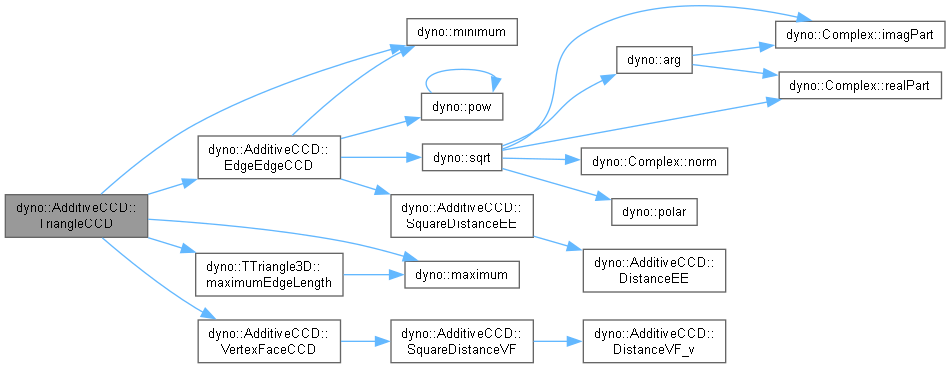 dyno::AdditiveCCD::
TriangleCCD
dyno::minimum
dyno::AdditiveCCD::
EdgeEdgeCCD
dyno::pow
dyno::sqrt
dyno::arg
dyno::Complex::imagPart
dyno::Complex::realPart
dyno::Complex::norm
dyno::polar
dyno::AdditiveCCD::
SquareDistanceEE
dyno::AdditiveCCD::
DistanceEE
dyno::TTriangle3D::
maximumEdgeLength
dyno::maximum
dyno::AdditiveCCD::
VertexFaceCCD
dyno::AdditiveCCD::
SquareDistanceVF
dyno::AdditiveCCD::
DistanceVF_v